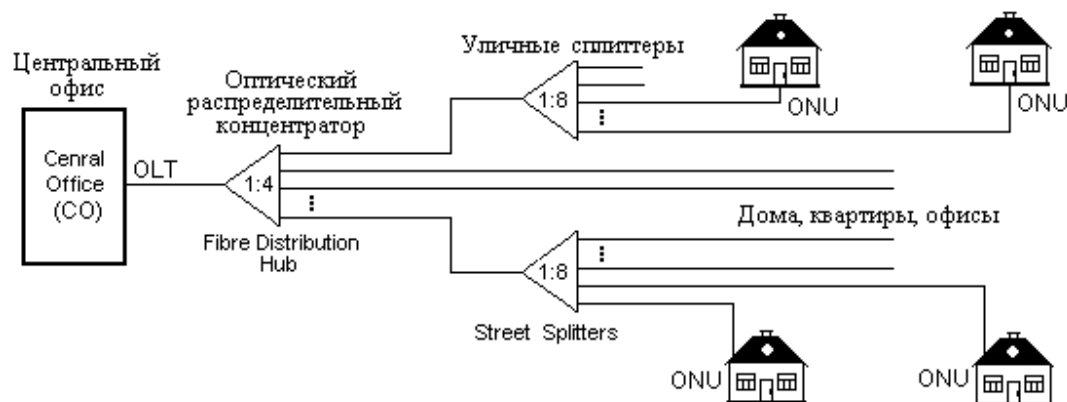 Центральный
офис
Cenral
Office
(CO)
OLT
Оптический
распределительный
концентратор
1:4
Fibre Distribution
Hub
Уличные сплиттеры
1:8
ONU
ONU
Дома, квартиры, офисы
1:8
Street Splitters
ONU
ONU